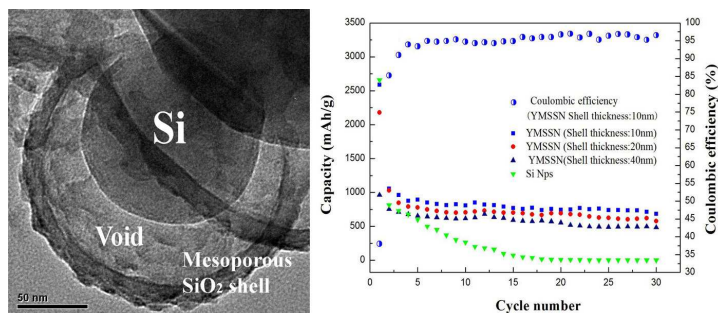 Si
Void
Mesoporous
SiO₂ shell
50 nm
Capacity (mAh/g)
3500
3000
2500
2000
1500
1000
500
0
Coulombic efficiency
(YMSSN Shell thickness:10nm)
YMSSN (Shell thickness:10nm)
YMSSN (Shell thickness:20nm)
YMSSN(Shell thickness:40nm)
Si Nps
100
95
90
85
80
75
70
65
60
55
50
45
40
35
30
Coulombic efficiency (%)
0 5 10 15 20 25 30
Cycle number